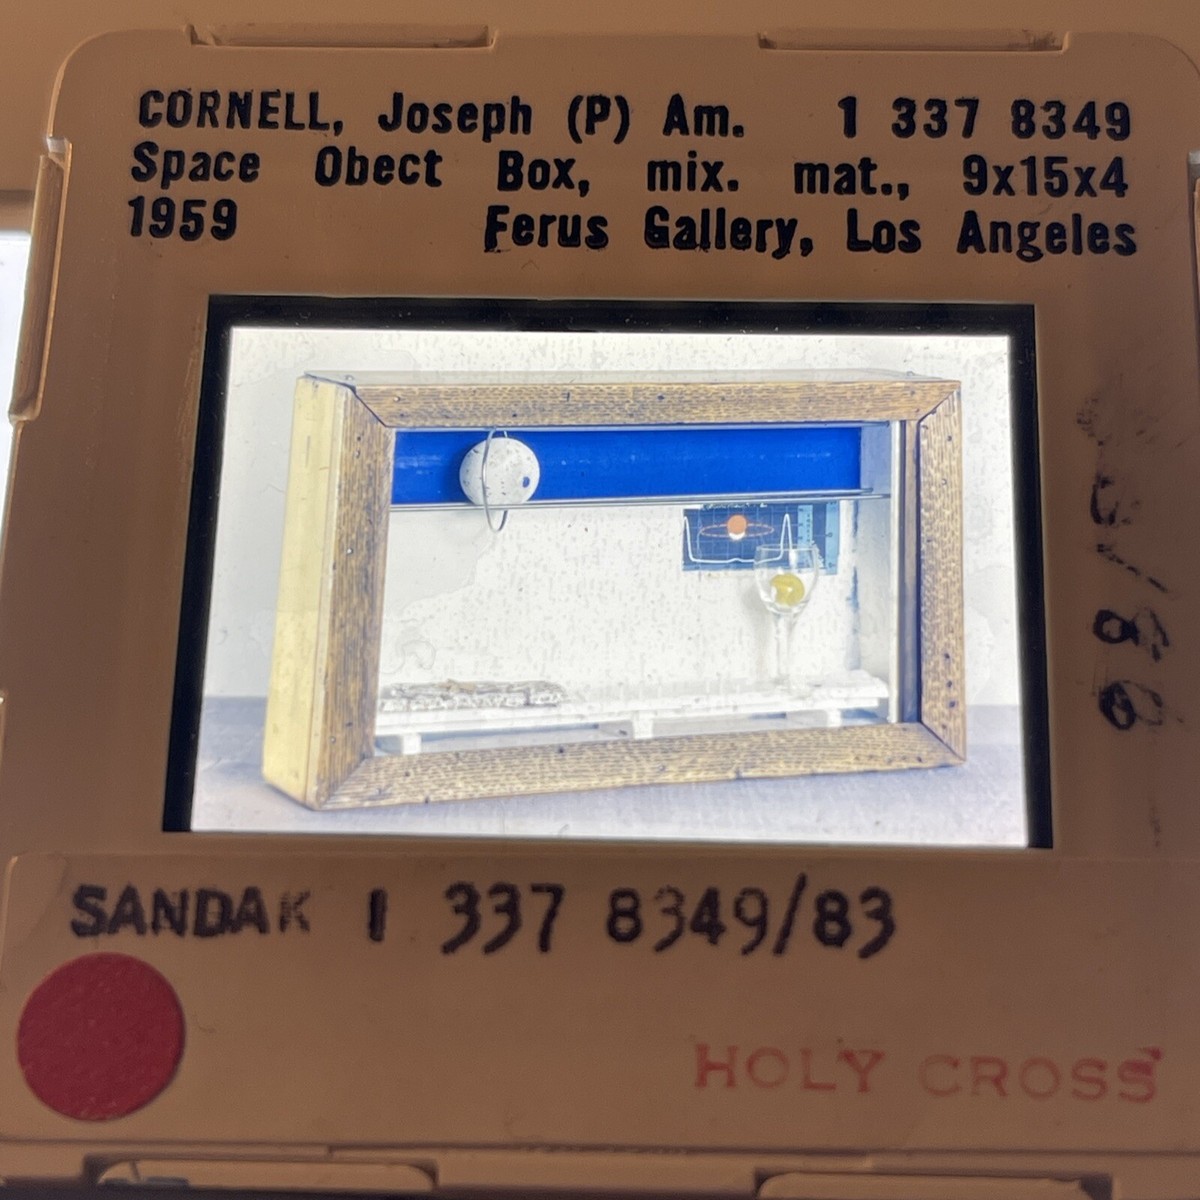 CORNELL, Joseph (P) Am. 1 337 8349
Space Obect Box, mix. mat., 9x15x4
1959 Ferus Gallery, Los Angeles
SANDAK I 337 8349/83
HOLY CROSS